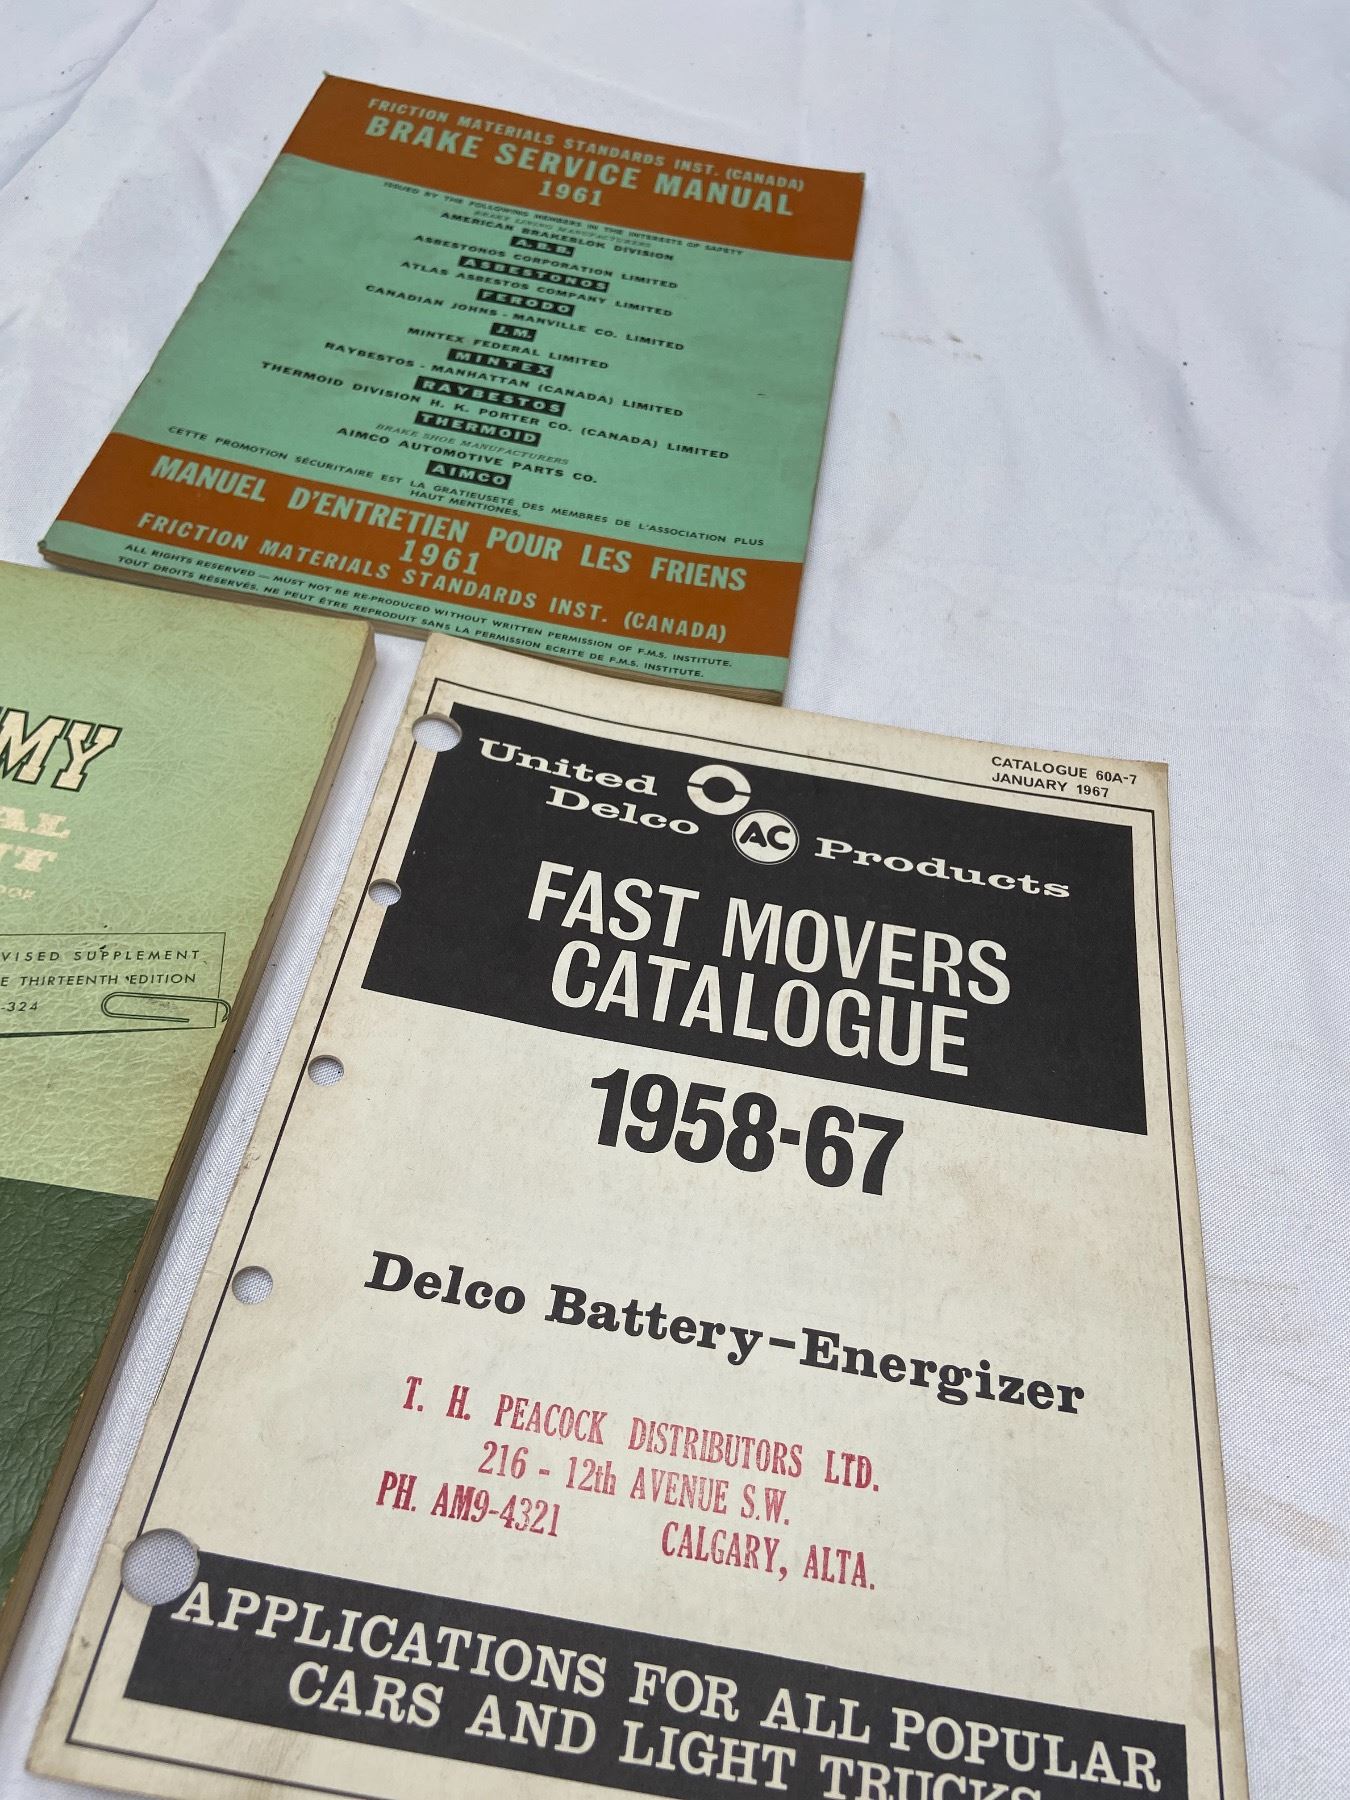 FRICTION MATERIALS STANDARDS INST. (CANADA)
BRAKE SERVICE MANUAL
1961
ISSUED BY THE FOLLOWING MEMBERS IN THE INTERESTS OF SAFETY
BRAKE LINING MANUFACTURERS
AMERICAN BRAKEBLOK DIVISION
A.B.B.
ASBESTONOS CORPORATION LIMITED
ASBESTONOS
ATLAS ASBESTOS COMPANY LIMITED
FERODO
CANADIAN JOHNS - MANVILLE CO. LIMITED
J.M.
MINTEX FEDERAL LIMITED
MINTEX
RAYBESTOS - MANHATTAN (CANADA) LIMITED
RAYBESTOS
THERMOID DIVISION H. K. PORTER CO. (CANADA) LIMITED
THERMOID
BRAKE SHOE MANUFACTURERS
AIMCO AUTOMOTIVE PARTS CO.
AIMCO
CETTE PROMOTION SÉCURITAIRE EST LA GRATIEUSETÉ DES MEMBRES DE L'ASSOCIATION PLUS
HAUT MENTIONES.
MANUEL D'ENTRETIEN POUR LES FRIENS
1961
FRICTION MATERIALS STANDARDS INST. (CANADA)
ALL RIGHTS RESERVED — MUST NOT BE RE-PRODUCED WITHOUT WRITTEN PERMISSION OF F.M.S. INSTITUTE.
TOUT DROITS RÉSERVÉS. NE PEUT ÊTRE REPRODUIT SANS LA PERMISSION ECRITE DE F.M.S. INSTITUTE.
MY
AL
NT
VISED SUPPLEMENT
E THIRTEENTH EDITION
-324
CATALOGUE 60A-7
JANUARY 1967
United
Delco AC Products
FAST MOVERS
CATALOGUE
1958-67
Delco Battery-Energizer
T. H. PEACOCK DISTRIBUTORS LTD.
216 - 12th AVENUE S.W.
PH. AM9-4321 CALGARY, ALTA.
APPLICATIONS FOR ALL POPULAR
CARS AND LIGHT TRUCKS